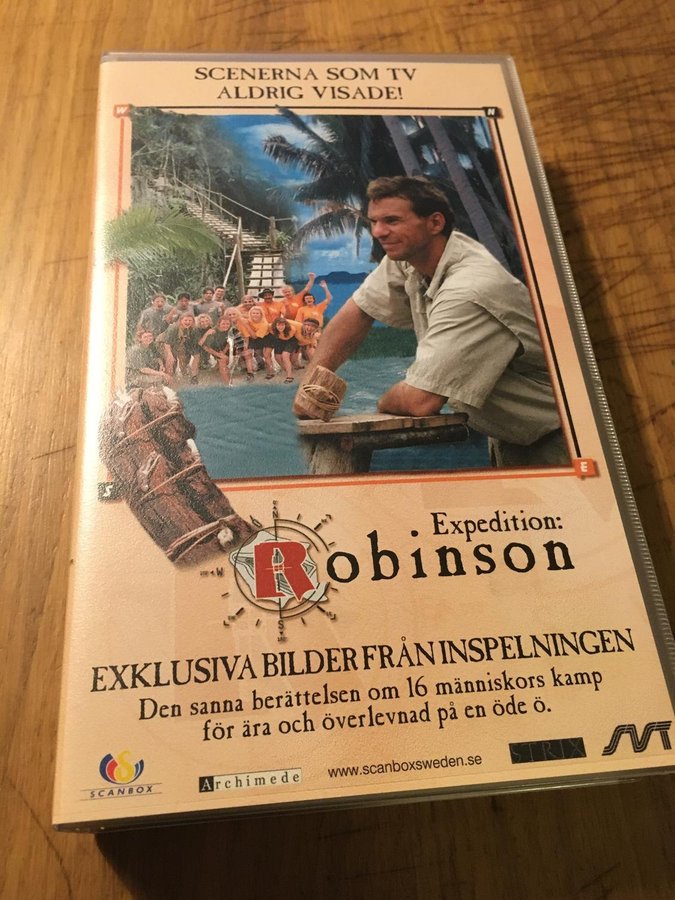 SCENERNA SOM TV
ALDRIG VISADE!
W
N
S
E
Expedition:
Robinson
N
W
S
EXKLUSIVA BILDER FRÅN INSPELNINGEN
Den sanna berättelsen om 16 människors kamp
för ära och överlevnad på en öde ö.
SCANBOX
Archimede
www.scanboxsweden.se
STRIX
SVT